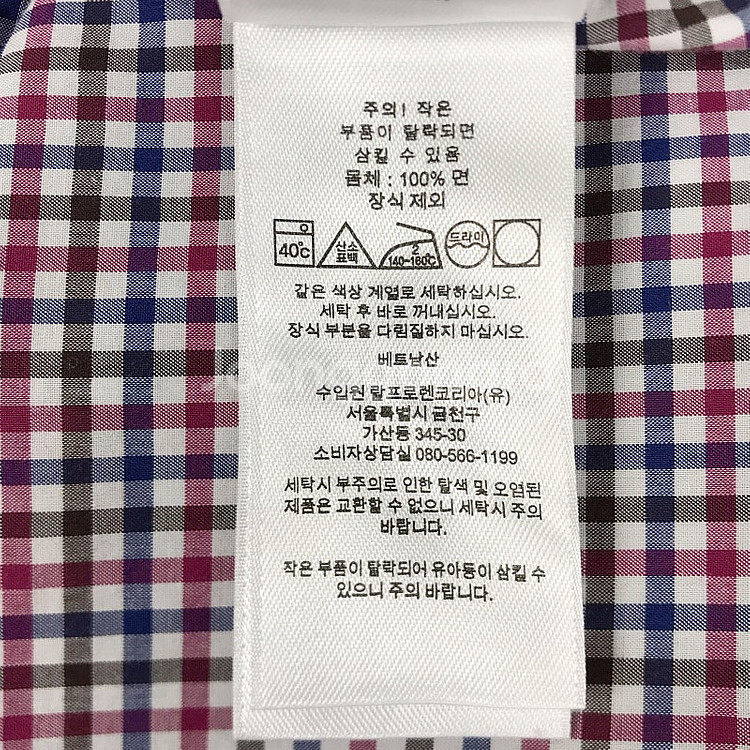 주의! 작은
부품이 탈락되면
삼킬 수 있음
몸체 : 100% 면
장식 제외
40℃ 산소 표백 2 140~160℃ 드라이
같은 색상 계열로 세탁하십시오.
세탁 후 바로 꺼내십시오.
장식 부분을 다림질하지 마십시오.
베트남산
수입원 랄프로렌코리아(유)
서울특별시 금천구
가산동 345-30
소비자상담실 080-566-1199
세탁시 부주의로 인한 탈색 및 오염된
제품은 교환할 수 없으니 세탁시 주의
바랍니다.
작은 부품이 탈락되어 유아등이 삼킬 수
있으니 주의 바랍니다.